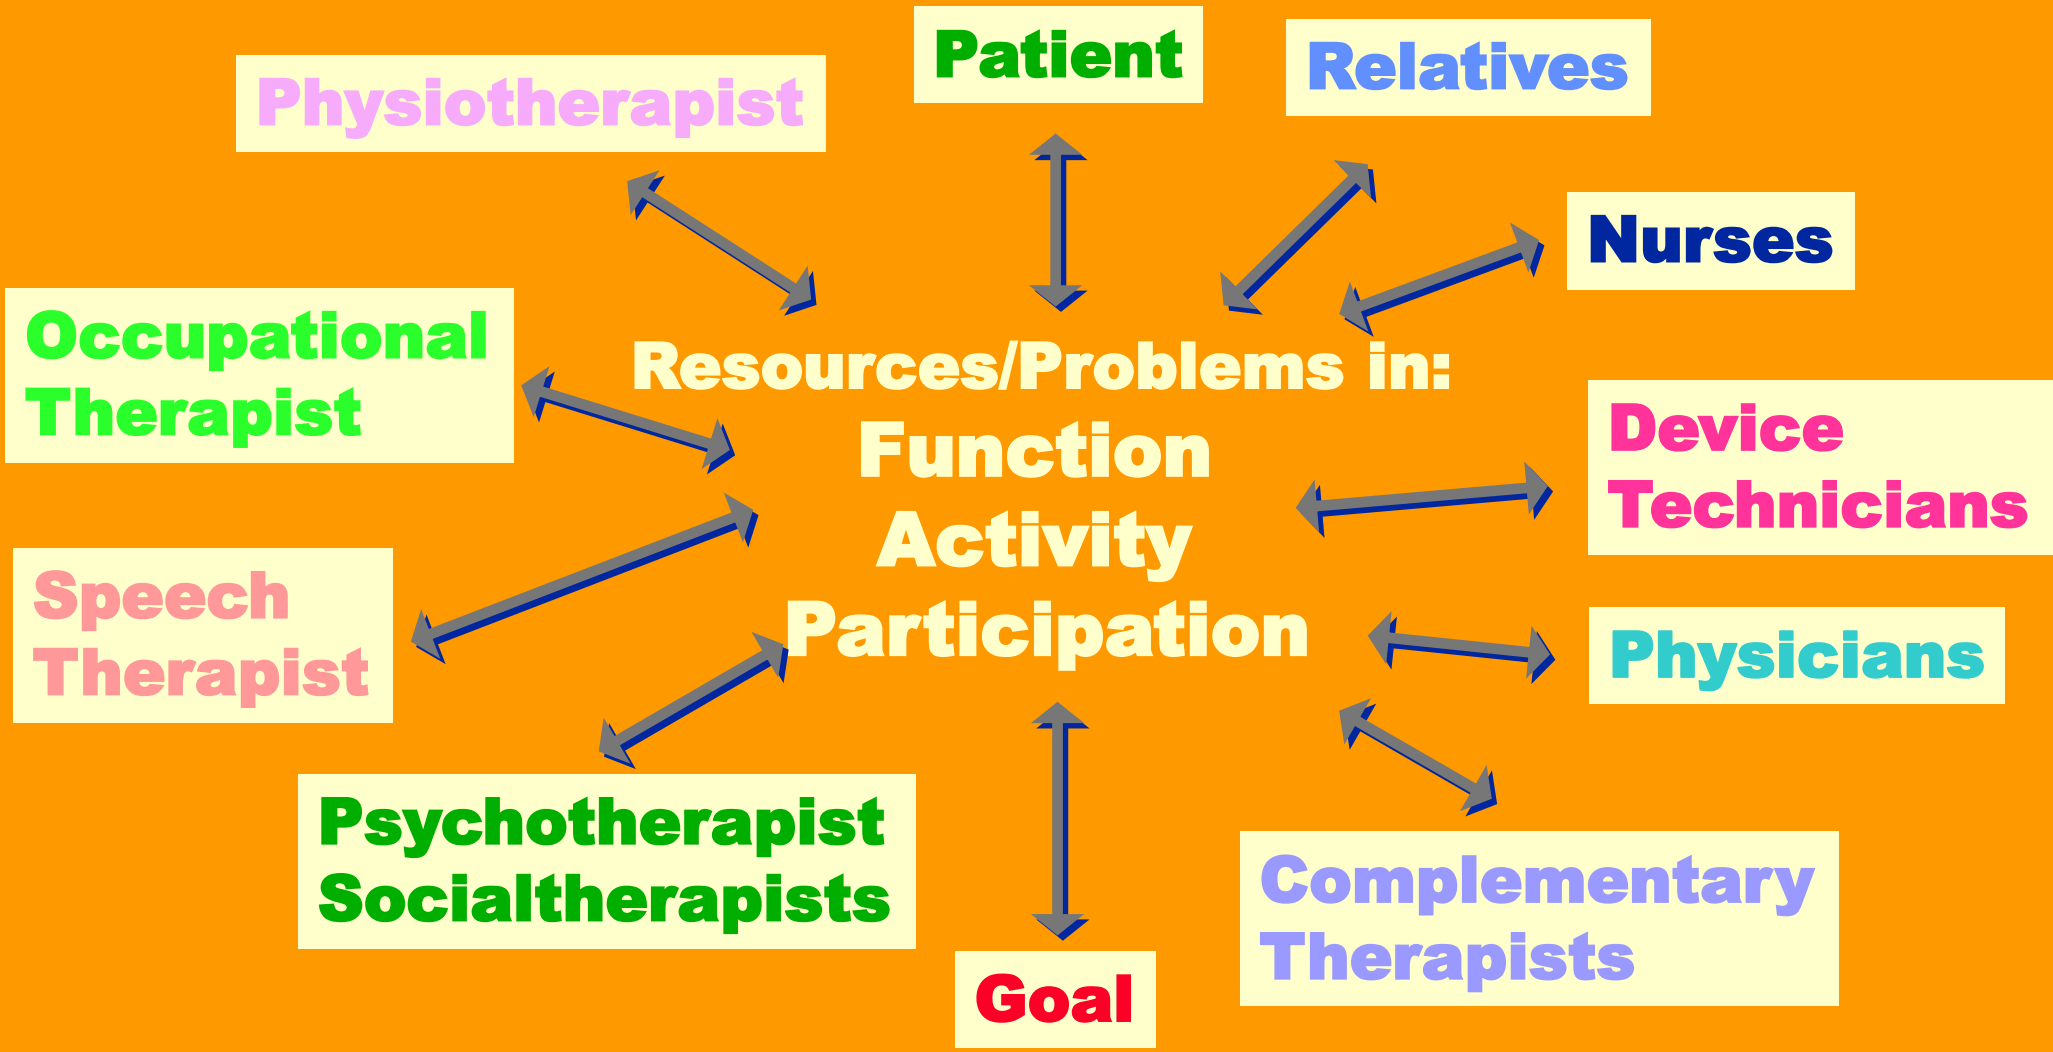 Patient
Relatives
Physiotherapist
Nurses
Occupational
Therapist
Resources/Problems in:
Function
Activity
Participation
Device
Technicians
Speech
Therapist
Physicians
Psychotherapist
Socialtherapists
Complementary
Therapists
Goal